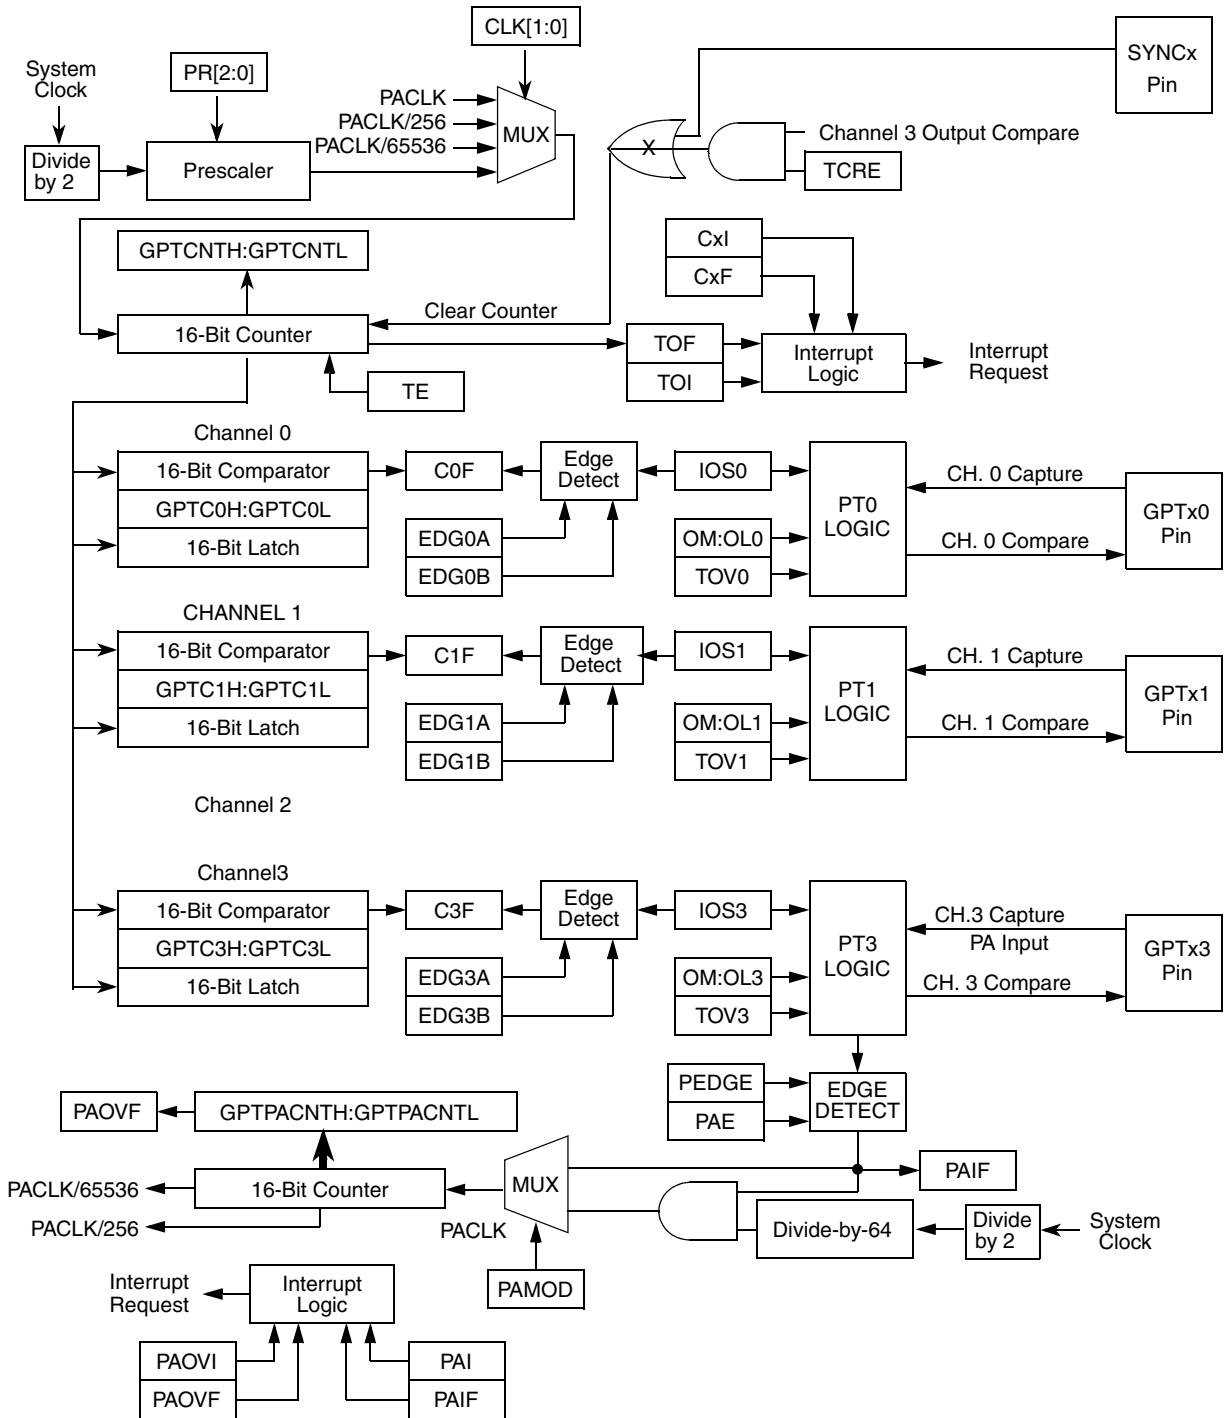 CLK[1:0]
SYNCx
Pin
System
Clock
PR[2:0]
PACLK
PACLK/256
PACLK/65536
MUX
X
Channel 3 Output Compare
TCRE
Divide
by 2
Prescaler
GPTCNTH:GPTCNTL
CxI
CxF
Clear Counter
16-Bit Counter
TOF
TOI
Interrupt
Logic
Interrupt
Request
TE
Channel 0
16-Bit Comparator
GPTC0H:GPTC0L
16-Bit Latch
C0F
Edge
Detect
IOS0
EDG0A
EDG0B
OM:OL0
TOV0
PT0
LOGIC
CH. 0 Capture
CH. 0 Compare
GPTx0
Pin
CHANNEL 1
16-Bit Comparator
GPTC1H:GPTC1L
16-Bit Latch
C1F
Edge
Detect
IOS1
EDG1A
EDG1B
OM:OL1
TOV1
PT1
LOGIC
CH. 1 Capture
CH. 1 Compare
GPTx1
Pin
Channel 2
Channel3
16-Bit Comparator
GPTC3H:GPTC3L
16-Bit Latch
C3F
Edge
Detect
IOS3
EDG3A
EDG3B
OM:OL3
TOV3
PT3
LOGIC
CH.3 Capture
PA Input
CH. 3 Compare
GPTx3
Pin
PEDGE
PAE
EDGE
DETECT
PAOVF
GPTPACNTH:GPTPACNTL
PAIF
MUX
16-Bit Counter
PACLK/65536
PACLK/256
PACLK
Divide-by-64
Divide
by 2
System
Clock
PAMOD
Interrupt
Request
Interrupt
Logic
PAOVI
PAOVF
PAI
PAIF